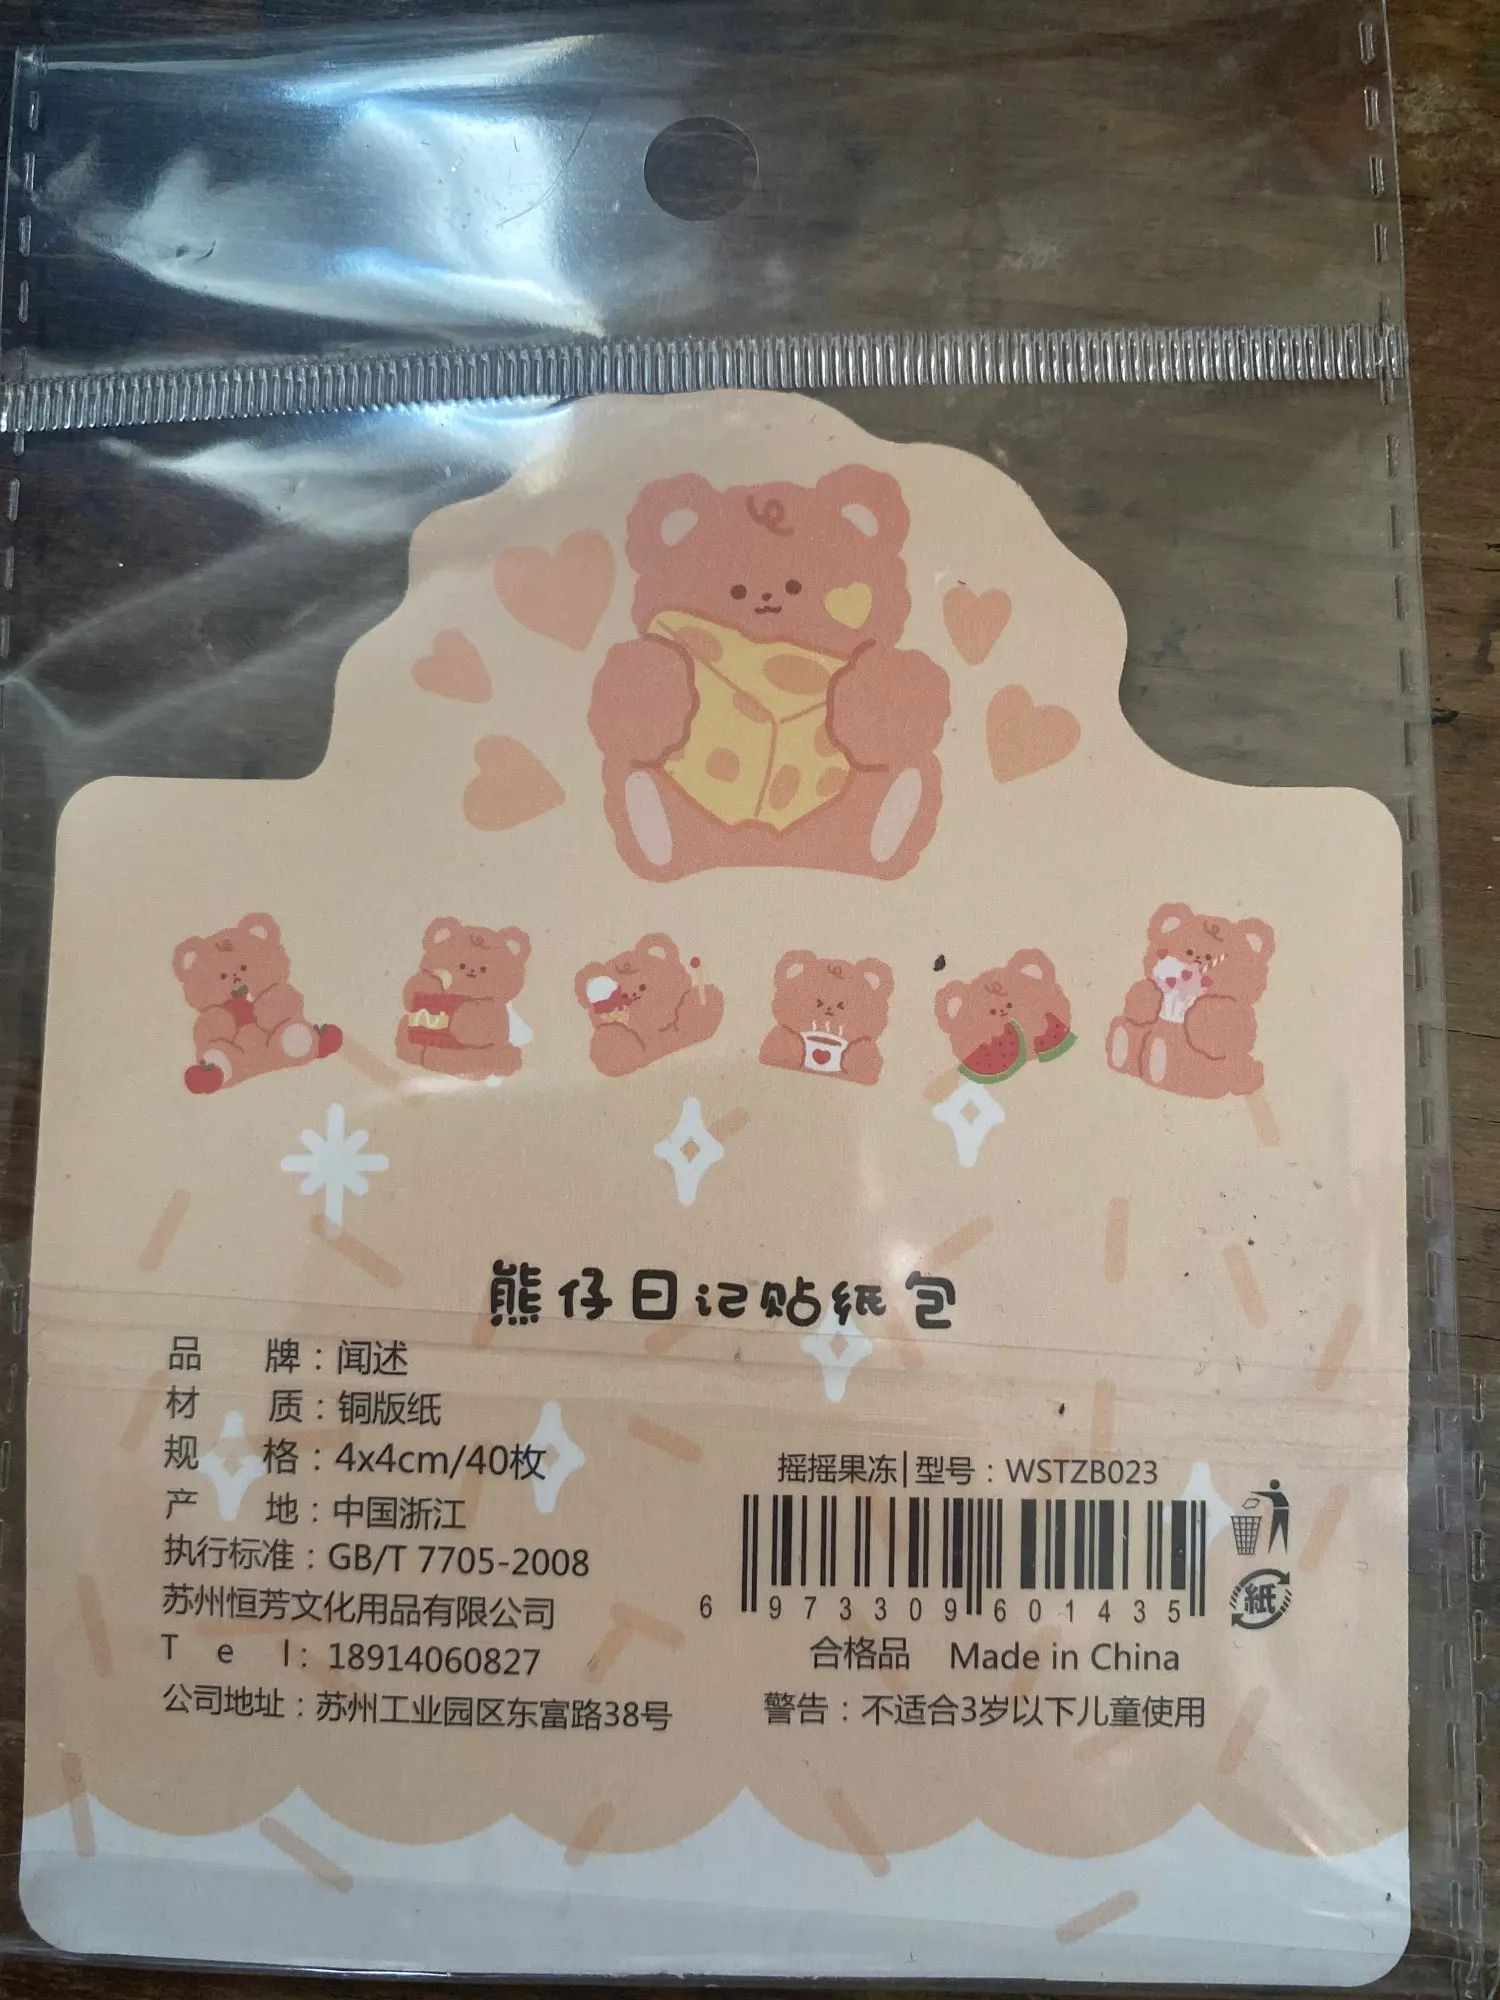 熊仔日记贴纸包
品 牌：闻述
材 质：铜版纸
规 格：4x4cm/40枚
产 地：中国浙江
执行标准：GB/T 7705-2008
苏州恒芳文化用品有限公司
Tel：18914060827
公司地址：苏州工业园区东富路38号
摇摇果冻|型号：WSTZB023
6 973309 601435
紙
合格品 Made in China
警告：不适合3岁以下儿童使用